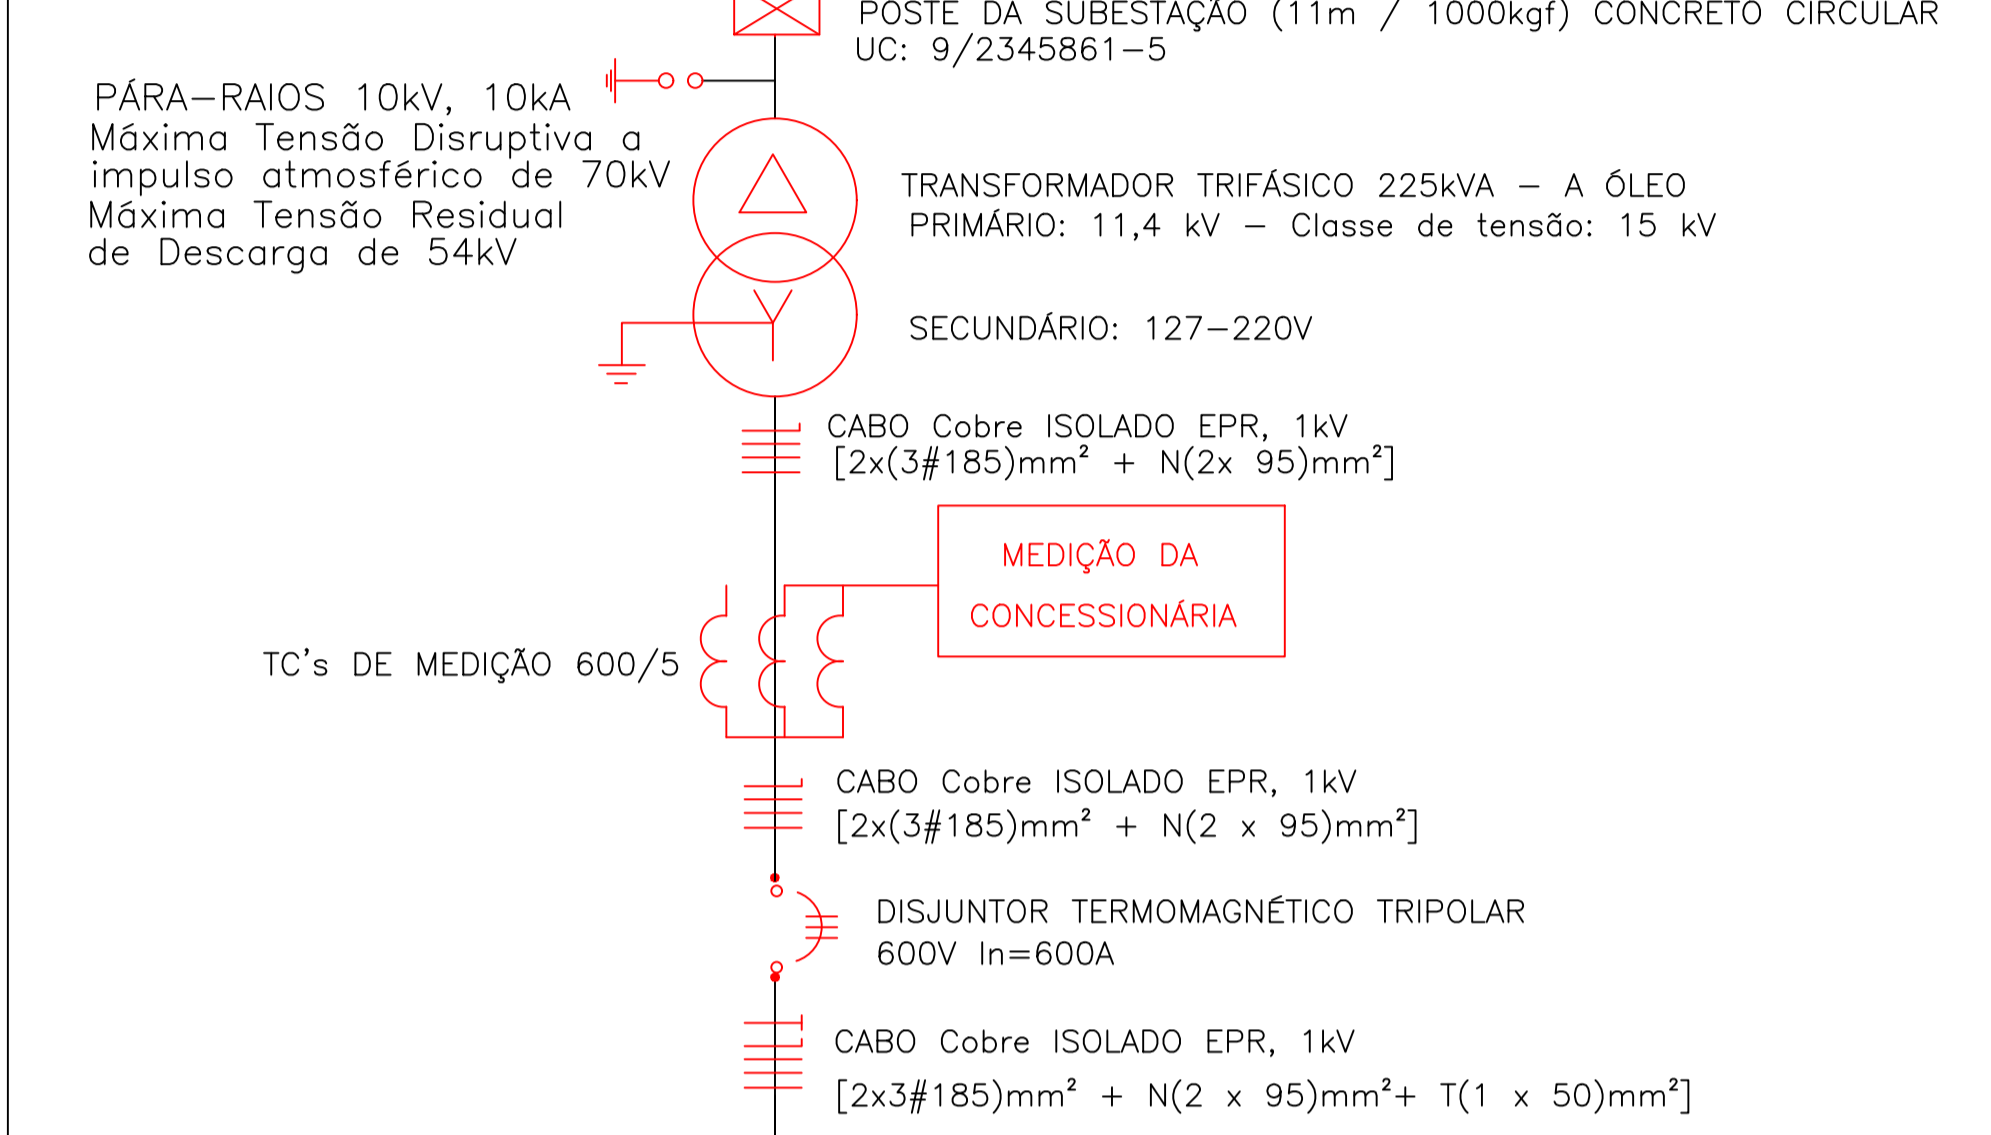 POSTE DA SUBESTAÇÃO (11m / 1000kgf) CONCRETO CIRCULAR
UC: 9/2345861-5
PÁRA-RAIOS 10kV, 10kA
Máxima Tensão Disruptiva a
impulso atmosférico de 70kV
Máxima Tensão Residual
de Descarga de 54kV
TRANSFORMADOR TRIFÁSICO 225kVA - A ÓLEO
PRIMÁRIO: 11,4 kV - Classe de tensão: 15 kV
SECUNDÁRIO: 127-220V
CABO Cobre ISOLADO EPR, 1kV
[2x(3#185)mm² + N(2x 95)mm²]
MEDIÇÃO DA
CONCESSIONÁRIA
TC's DE MEDIÇÃO 600/5
CABO Cobre ISOLADO EPR, 1kV
[2x(3#185)mm² + N(2 x 95)mm²]
DISJUNTOR TERMOMAGNÉTICO TRIPOLAR
600V In=600A
CABO Cobre ISOLADO EPR, 1kV
[2x3#185)mm² + N(2 x 95)mm²+ T(1 x 50)mm²]